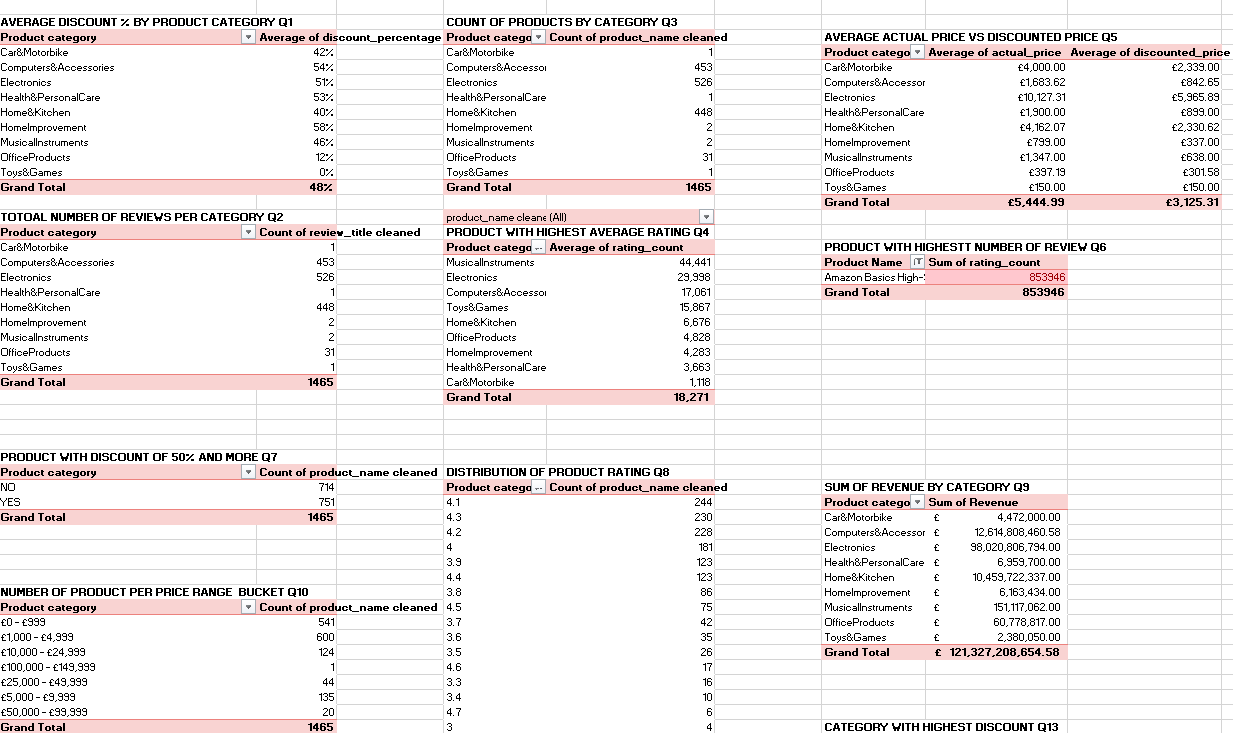 AVERAGE DISCOUNT % BY PRODUCT CATEGORY Q1
Product category Average of discount_percentage
Car&Motorbike 42%
Computers&Accessories 54%
Electronics 51%
Health&PersonalCare 53%
Home&Kitchen 40%
HomeImprovement 58%
MusicalInstruments 46%
OfficeProducts 12%
Toys&Games 0%
Grand Total 48%
COUNT OF PRODUCTS BY CATEGORY Q3
Product catego Count of product_name cleaned
Car&Motorbike 1
Computers&Accessor 453
Electronics 526
Health&PersonalCare 1
Home&Kitchen 448
HomeImprovement 2
MusicalInstruments 2
OfficeProducts 31
Toys&Games 1
Grand Total 1465
AVERAGE ACTUAL PRICE VS DISCOUNTED PRICE Q5
Product catego Average of actual_price Average of discounted_price
Car&Motorbike £4,000.00 £2,339.00
Computers&Accessor £1,683.62 £842.65
Electronics £10,127.31 £5,965.89
Health&PersonalCare £1,900.00 £899.00
Home&Kitchen £4,162.07 £2,330.62
HomeImprovement £799.00 £337.00
MusicalInstruments £1,347.00 £638.00
OfficeProducts £397.19 £301.58
Toys&Games £150.00 £150.00
Grand Total £5,444.99 £3,125.31
TOTOAL NUMBER OF REVIEWS PER CATEGORY Q2
Product category Count of review_title cleaned
Car&Motorbike 1
Computers&Accessories 453
Electronics 526
Health&PersonalCare 1
Home&Kitchen 448
HomeImprovement 2
MusicalInstruments 2
OfficeProducts 31
Toys&Games 1
Grand Total 1465
product_name cleane (All)
PRODUCT WITH HIGHEST AVERAGE RATING Q4
Product catego Average of rating_count
MusicalInstruments 44,441
Electronics 29,998
Computers&Accessor 17,061
Toys&Games 15,867
Home&Kitchen 6,676
OfficeProducts 4,828
HomeImprovement 4,283
Health&PersonalCare 3,663
Car&Motorbike 1,118
Grand Total 18,271
PRODUCT WITH HIGHESTT NUMBER OF REVIEW Q6
Product Name Sum of rating_count
Amazon Basics High-S 853946
Grand Total 853946
PRODUCT WITH DISCOUNT OF 50% AND MORE Q7
Product category Count of product_name cleaned
NO 714
YES 751
Grand Total 1465
DISTRIBUTION OF PRODUCT RATING Q8
Product catego Count of product_name cleaned
4.1 244
4.3 230
4.2 228
4 181
3.9 123
4.4 123
3.8 86
4.5 75
3.7 42
3.6 35
3.5 26
4.6 17
3.3 16
3.4 10
4.7 6
3 4
SUM OF REVENUE BY CATEGORY Q9
Product catego Sum of Revenue
Car&Motorbike £ 4,472,000.00
Computers&Accessor £ 12,614,808,460.58
Electronics £ 98,020,806,794.00
Health&PersonalCare £ 6,959,700.00
Home&Kitchen £ 10,459,722,337.00
HomeImprovement £ 6,163,434.00
MusicalInstruments £ 151,117,062.00
OfficeProducts £ 60,778,817.00
Toys&Games £ 2,380,050.00
Grand Total £ 121,327,208,654.58
NUMBER OF PRODUCT PER PRICE RANGE BUCKET Q10
Product category Count of product_name cleaned
£0 - £999 541
£1,000 - £4,999 600
£10,000 - £24,999 124
£100,000 - £149,999 1
£25,000 - £49,999 44
£5,000 - £9,999 135
£50,000 - £99,999 20
Grand Total 1465
CATEGORY WITH HIGHEST DISCOUNT Q13